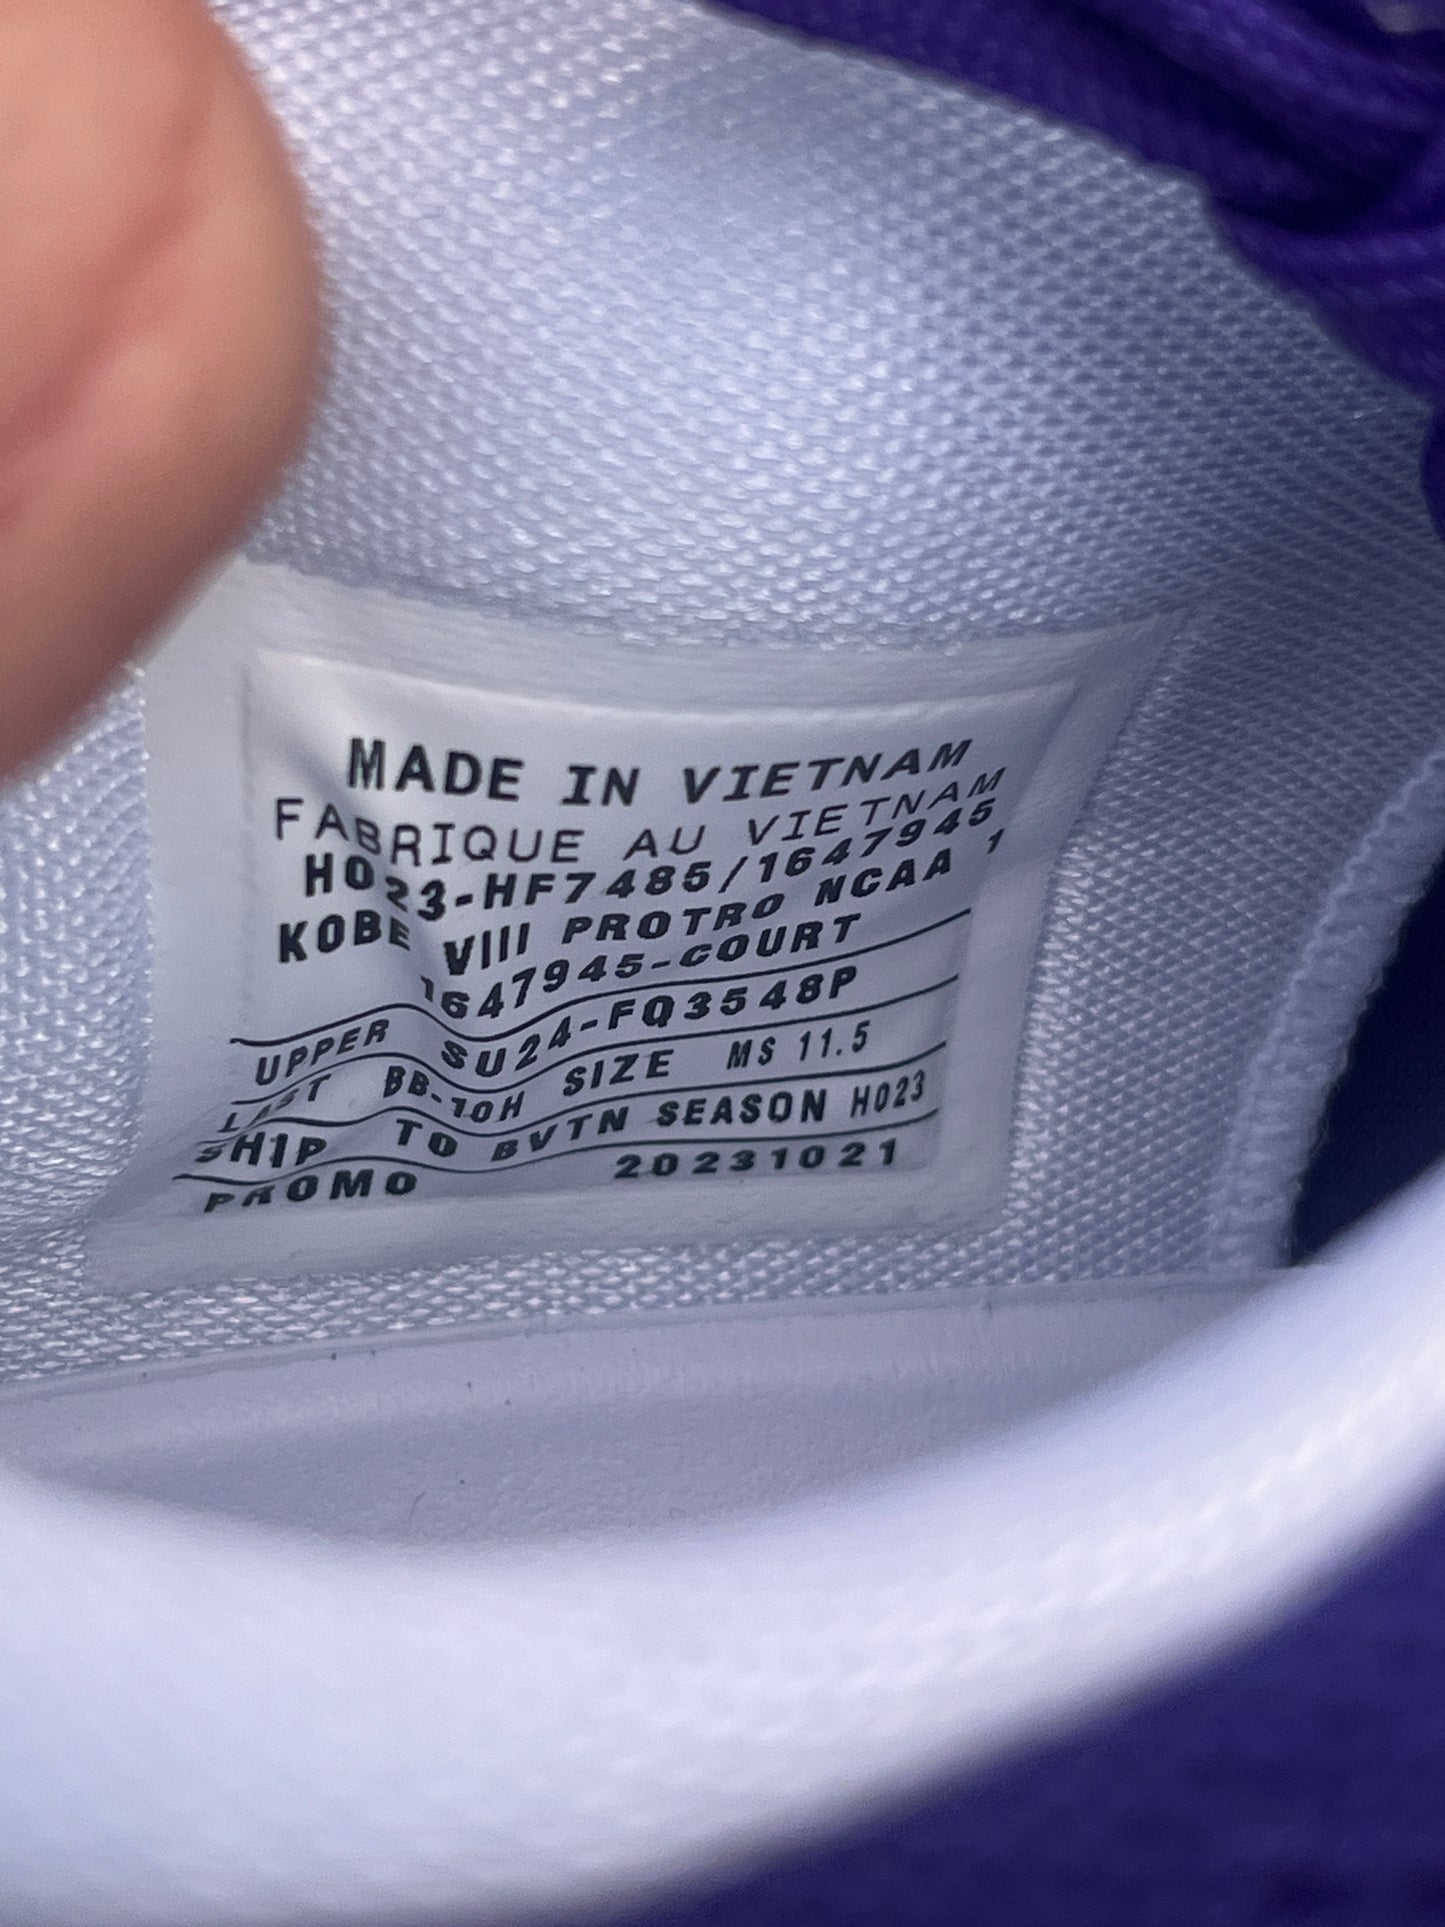 MADE IN VIETNAM
FABRIQUE AU VIETNAM
HO23-HF7485/1647945
KOBE VIII PROTRO NCAA 1
1647945-COURT
UPPER SU24-FQ3548P
LAST BB-10H SIZE MS 11.5
SHIP TO BVTN SEASON HO23
PROMO 20231021